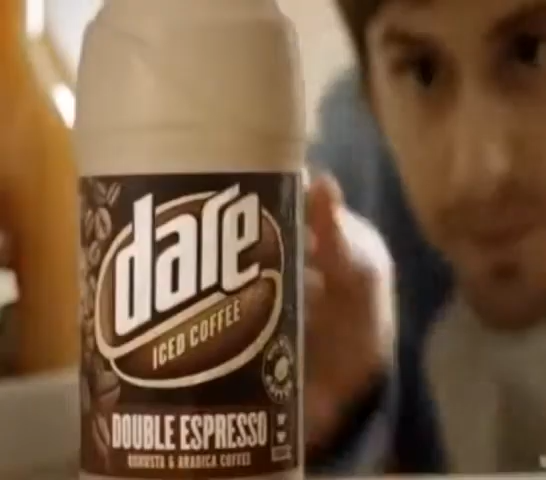 dare
ICED COFFEE
DOUBLE ESPRESSO
ROBUSTA & ARABICA COFFEE